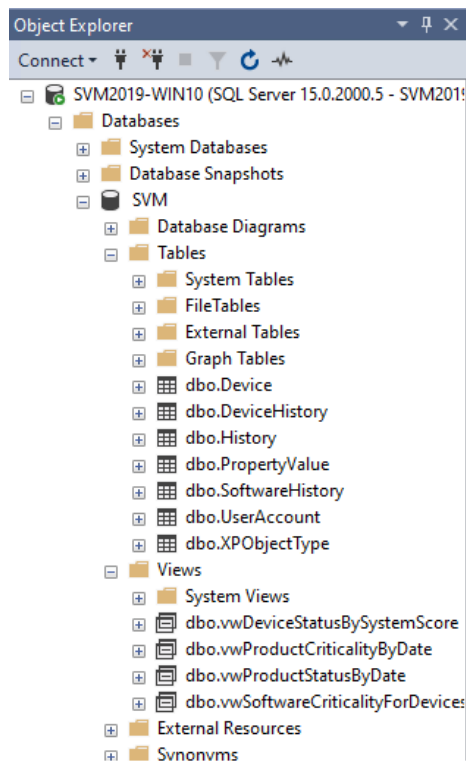 Object Explorer
Connect
SVM2019-WIN10 (SQL Server 15.0.2000.5 - SVM2019
Databases
System Databases
Database Snapshots
SVM
Database Diagrams
Tables
System Tables
FileTables
External Tables
Graph Tables
dbo.Device
dbo.DeviceHistory
dbo.History
dbo.PropertyValue
dbo.SoftwareHistory
dbo.UserAccount
dbo.XPObjectType
Views
System Views
dbo.vwDeviceStatusBySystemScore
dbo.vwProductCriticalityByDate
dbo.vwProductStatusByDate
dbo.vwSoftwareCriticalityForDevices
External Resources
Synonyms